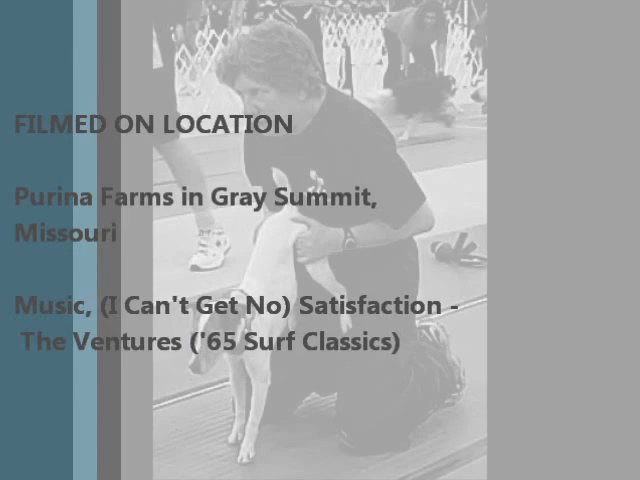 FILMED ON LOCATION
Purina Farms in Gray Summit,
Missouri
Music, (I Can't Get No) Satisfaction -
The Ventures ('65 Surf Classics)